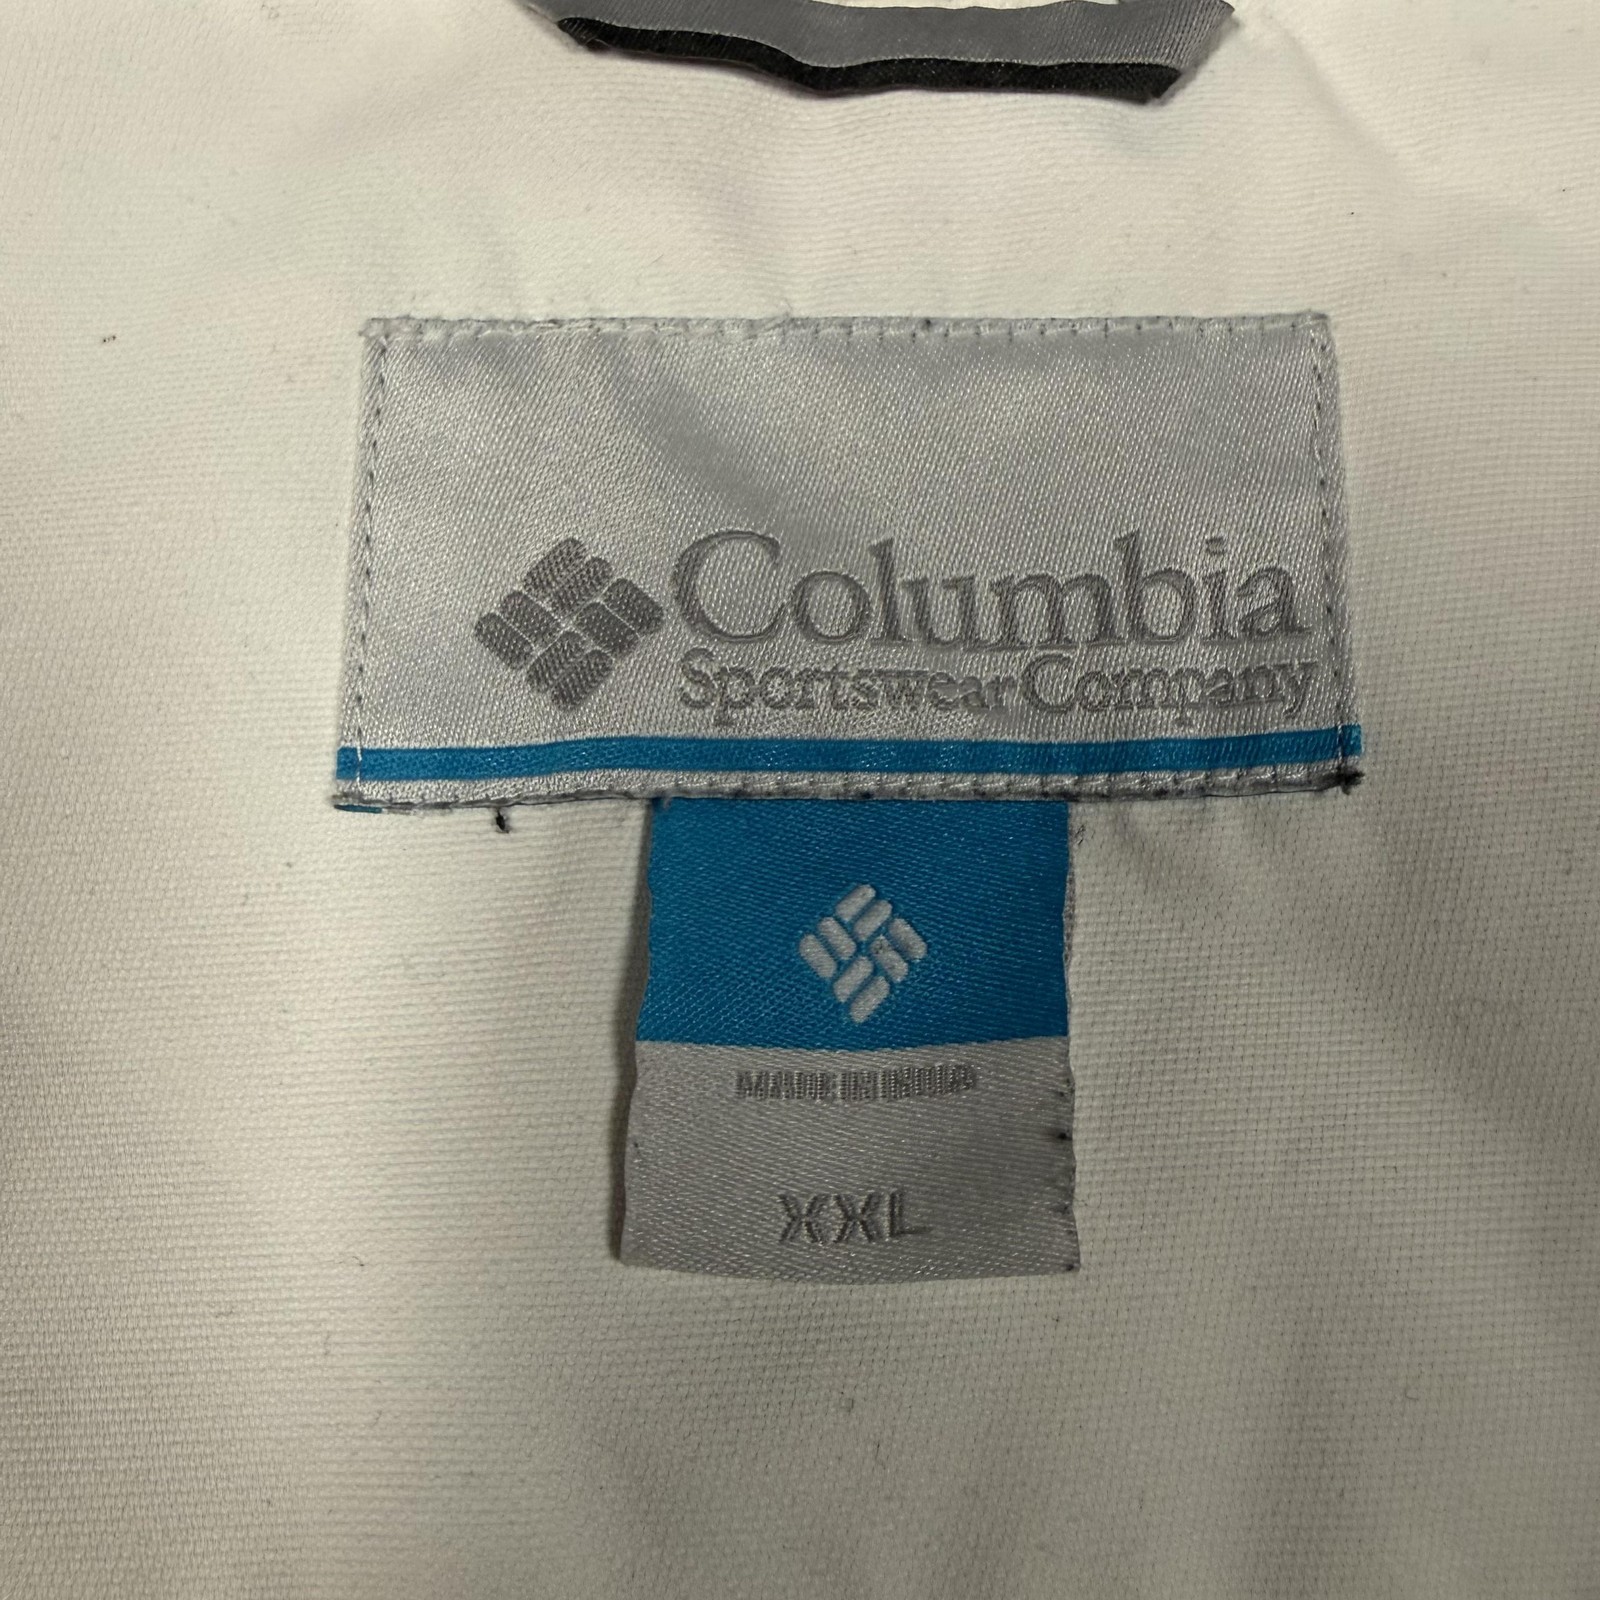 Columbia
Sportswear Company
MADE IN INDIA
XXL